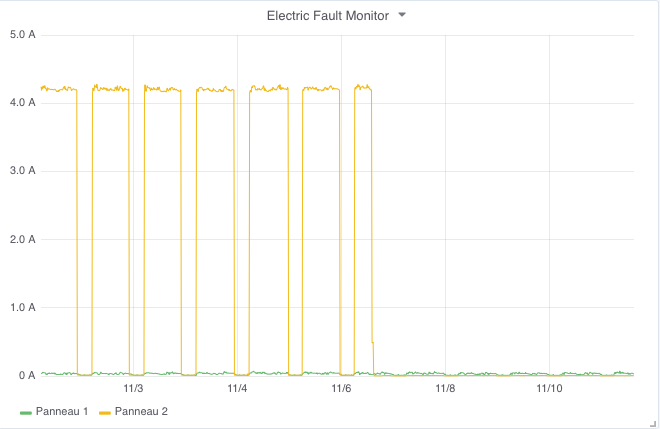 Electric Fault Monitor
5.0 A
4.0 A
3.0 A
2.0 A
1.0 A
0 A
11/3 11/4 11/6 11/8 11/10
Panneau 1 Panneau 2